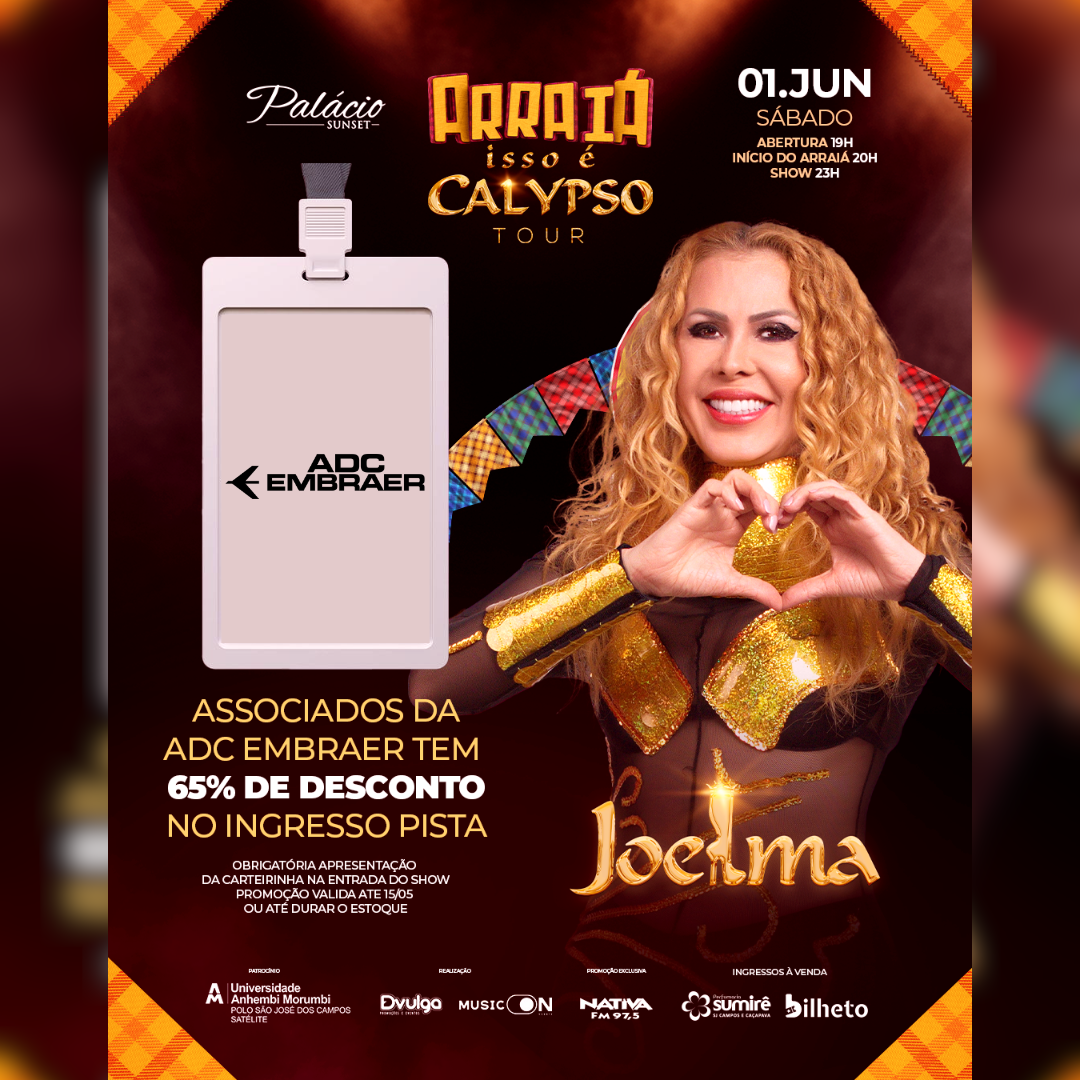 Palácio
SUNSET
ARRAIÁ
isso é
CALYPSO
TOUR
01.JUN
SÁBADO
ABERTURA 19H
INÍCIO DO ARRAIÁ 20H
SHOW 23H
ADC
EMBRAER
ASSOCIADOS DA
ADC EMBRAER TEM
65% DE DESCONTO
NO INGRESSO PISTA
OBRIGATÓRIA APRESENTAÇÃO
DA CARTEIRINHA NA ENTRADA DO SHOW
PROMOÇÃO VALIDA ATE 15/05
OU ATÉ DURAR O ESTOQUE
Joelma
PATROCÍNIO
Universidade
Anhembi Morumbi
POLO SÃO JOSÉ DOS CAMPOS
SATÉLITE
REALIZAÇÃO
Dvulga
PROMOÇÕES E EVENTOS
MUSIC ON
PROMOÇÃO EXCLUSIVA
NATIVA
FM 97,5
INGRESSOS À VENDA
Perfumaria
sumirê
SJ CAMPOS E CAÇAPAVA
bilheto